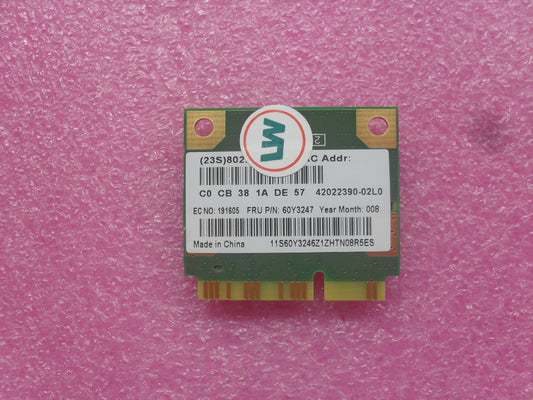 (23S)802 C Addr:
C0 CB 38 1A DE 57 42022390-02L0
EC NO: 191605 FRU P/N: 60Y3247 Year Month: 008
Made in China 11S60Y3246Z1ZHTN08R5ES